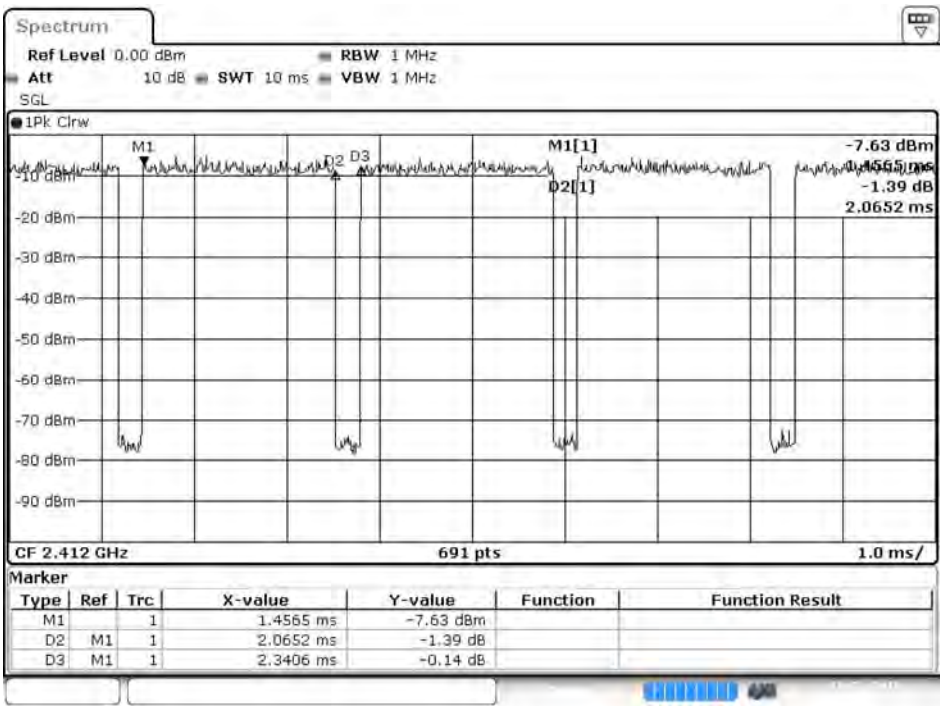 Spectrum
Ref Level 0.00 dBm RBW 1 MHz
Att 10 dB SWT 10 ms VBW 1 MHz
SGL
1Pk Clrw
M1 M1[1] -7.63 dBm
D2 D3 1.4565 ms
-10 dBm D2[1] -1.39 dB
-20 dBm 2.0652 ms
-30 dBm
-40 dBm
-50 dBm
-60 dBm
-70 dBm
-80 dBm
-90 dBm
CF 2.412 GHz 691 pts 1.0 ms/
Marker
Type Ref Trc X-value Y-value Function Function Result
M1 1 1.4565 ms -7.63 dBm
D2 M1 1 2.0652 ms -1.39 dB
D3 M1 1 2.3406 ms -0.14 dB